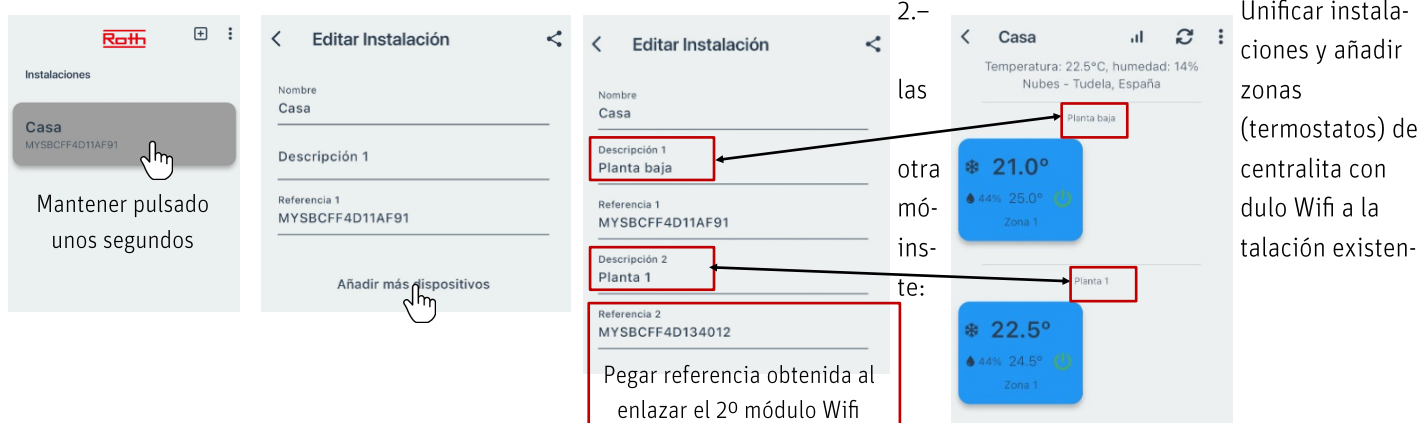 Roth
Instalaciones
Casa
MYSBCFF4D11AF91
Mantener pulsado
unos segundos
Editar Instalación
Nombre
Casa
Descripción 1
Referencia 1
MYSBCFF4D11AF91
Añadir más dispositivos
Editar Instalación
Nombre
Casa
Descripción 1
Planta baja
Referencia 1
MYSBCFF4D11AF91
Descripción 2
Planta 1
Referencia 2
MYSBCFF4D134012
Pegar referencia obtenida al
enlazar el 2º módulo Wifi
2.– Unificar instala-
ciones y añadir
las zonas
(termostatos) de
otra centralita con
mó- dulo Wifi a la
ins- talación existen-
te:
Casa
Temperatura: 22.5°C, humedad: 14%
Nubes - Tudela, España
Planta baja
21.0°
44% 25.0°
Zona 1
Planta 1
22.5°
44% 24.5°
Zona 1